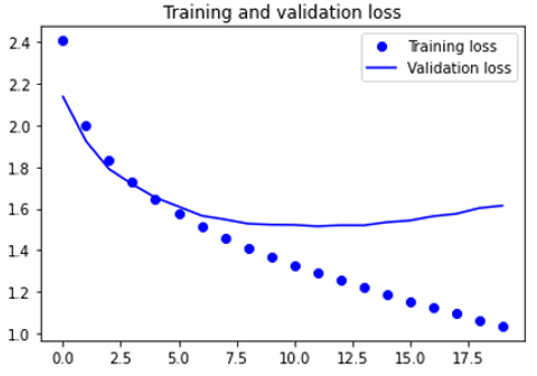 Training and validation loss
Training loss
Validation loss
2.4
2.2
2.0
1.8
1.6
1.4
1.2
1.0
0.0 2.5 5.0 7.5 10.0 12.5 15.0 17.5